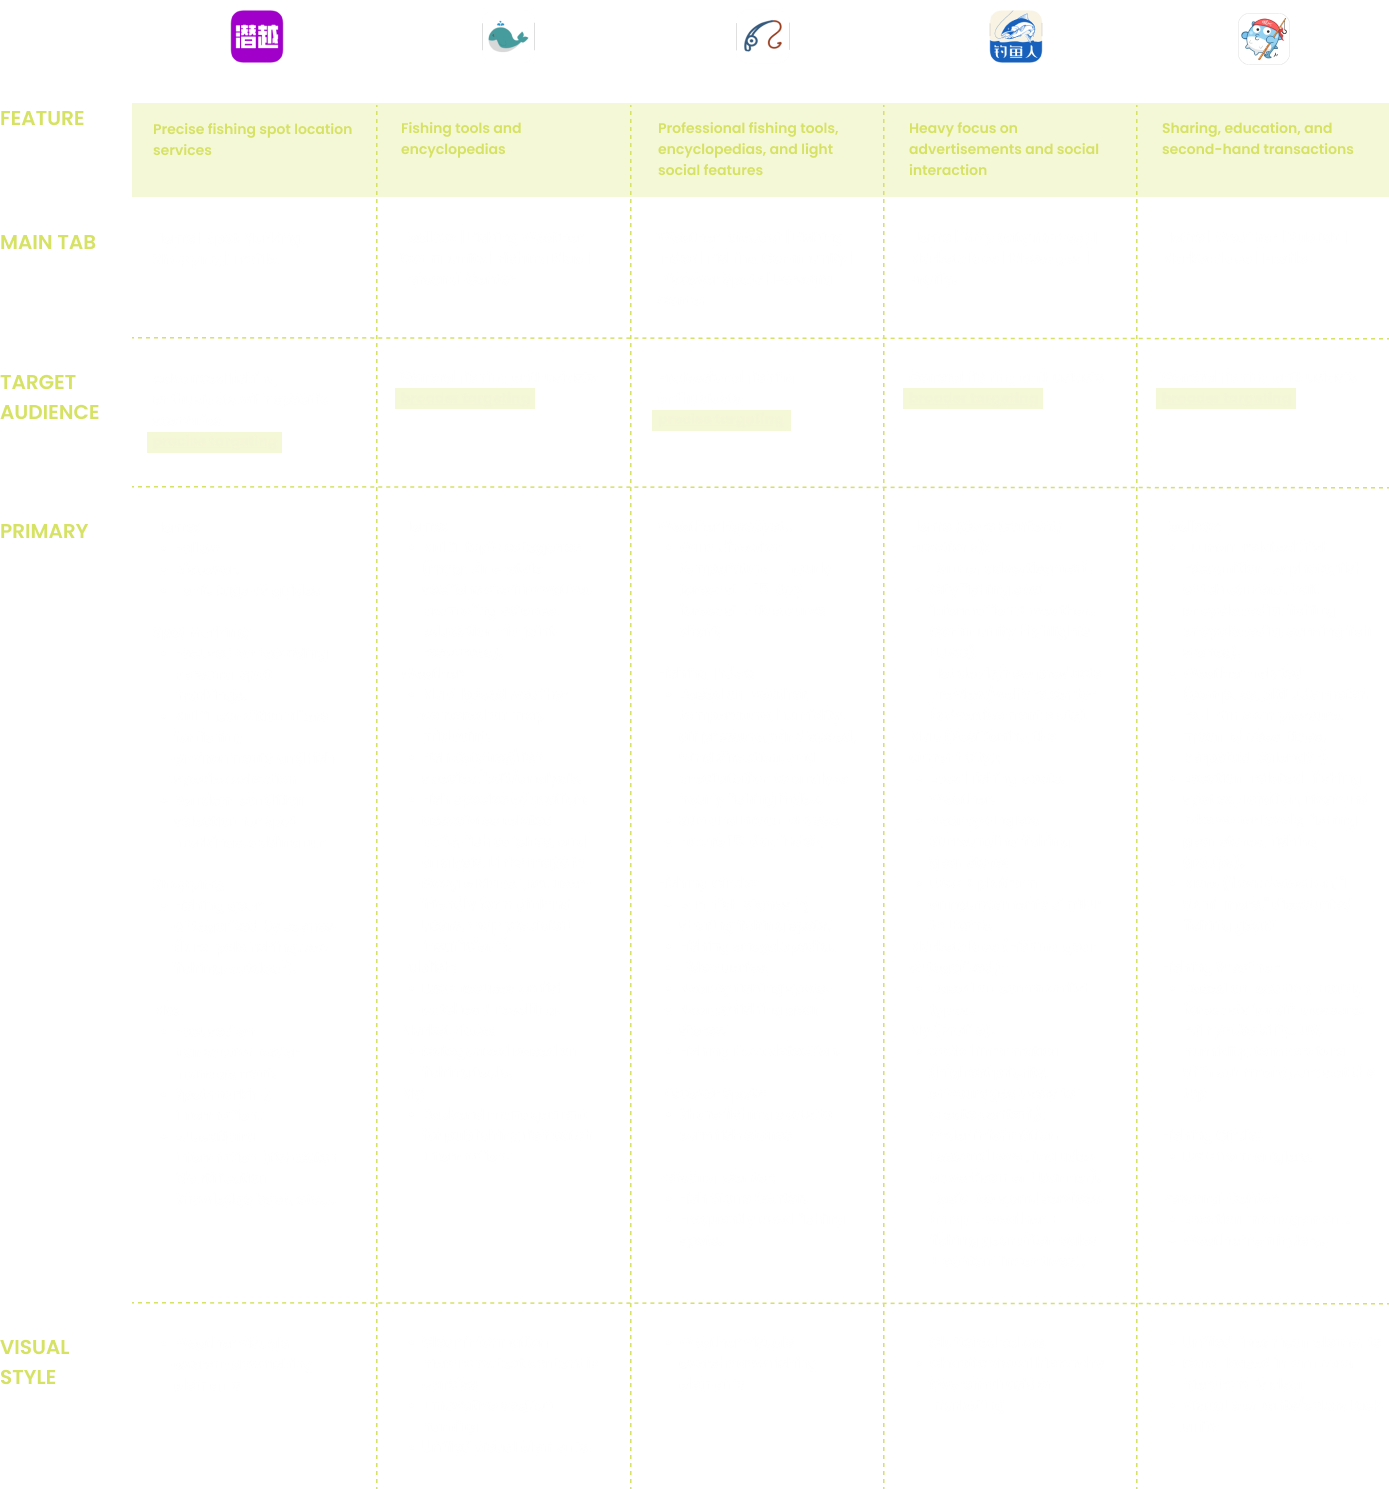 潜越
钓鱼人
FEATURE
Precise fishing spot location
services
Fishing tools and
encyclopedias
Professional fishing tools,
encyclopedias, and light
social features
Heavy focus on
advertisements and social
interaction
Sharing, education, and
second-hand transactions
MAIN TAB
TARGET
AUDIENCE
PRIMARY
VISUAL
STYLE